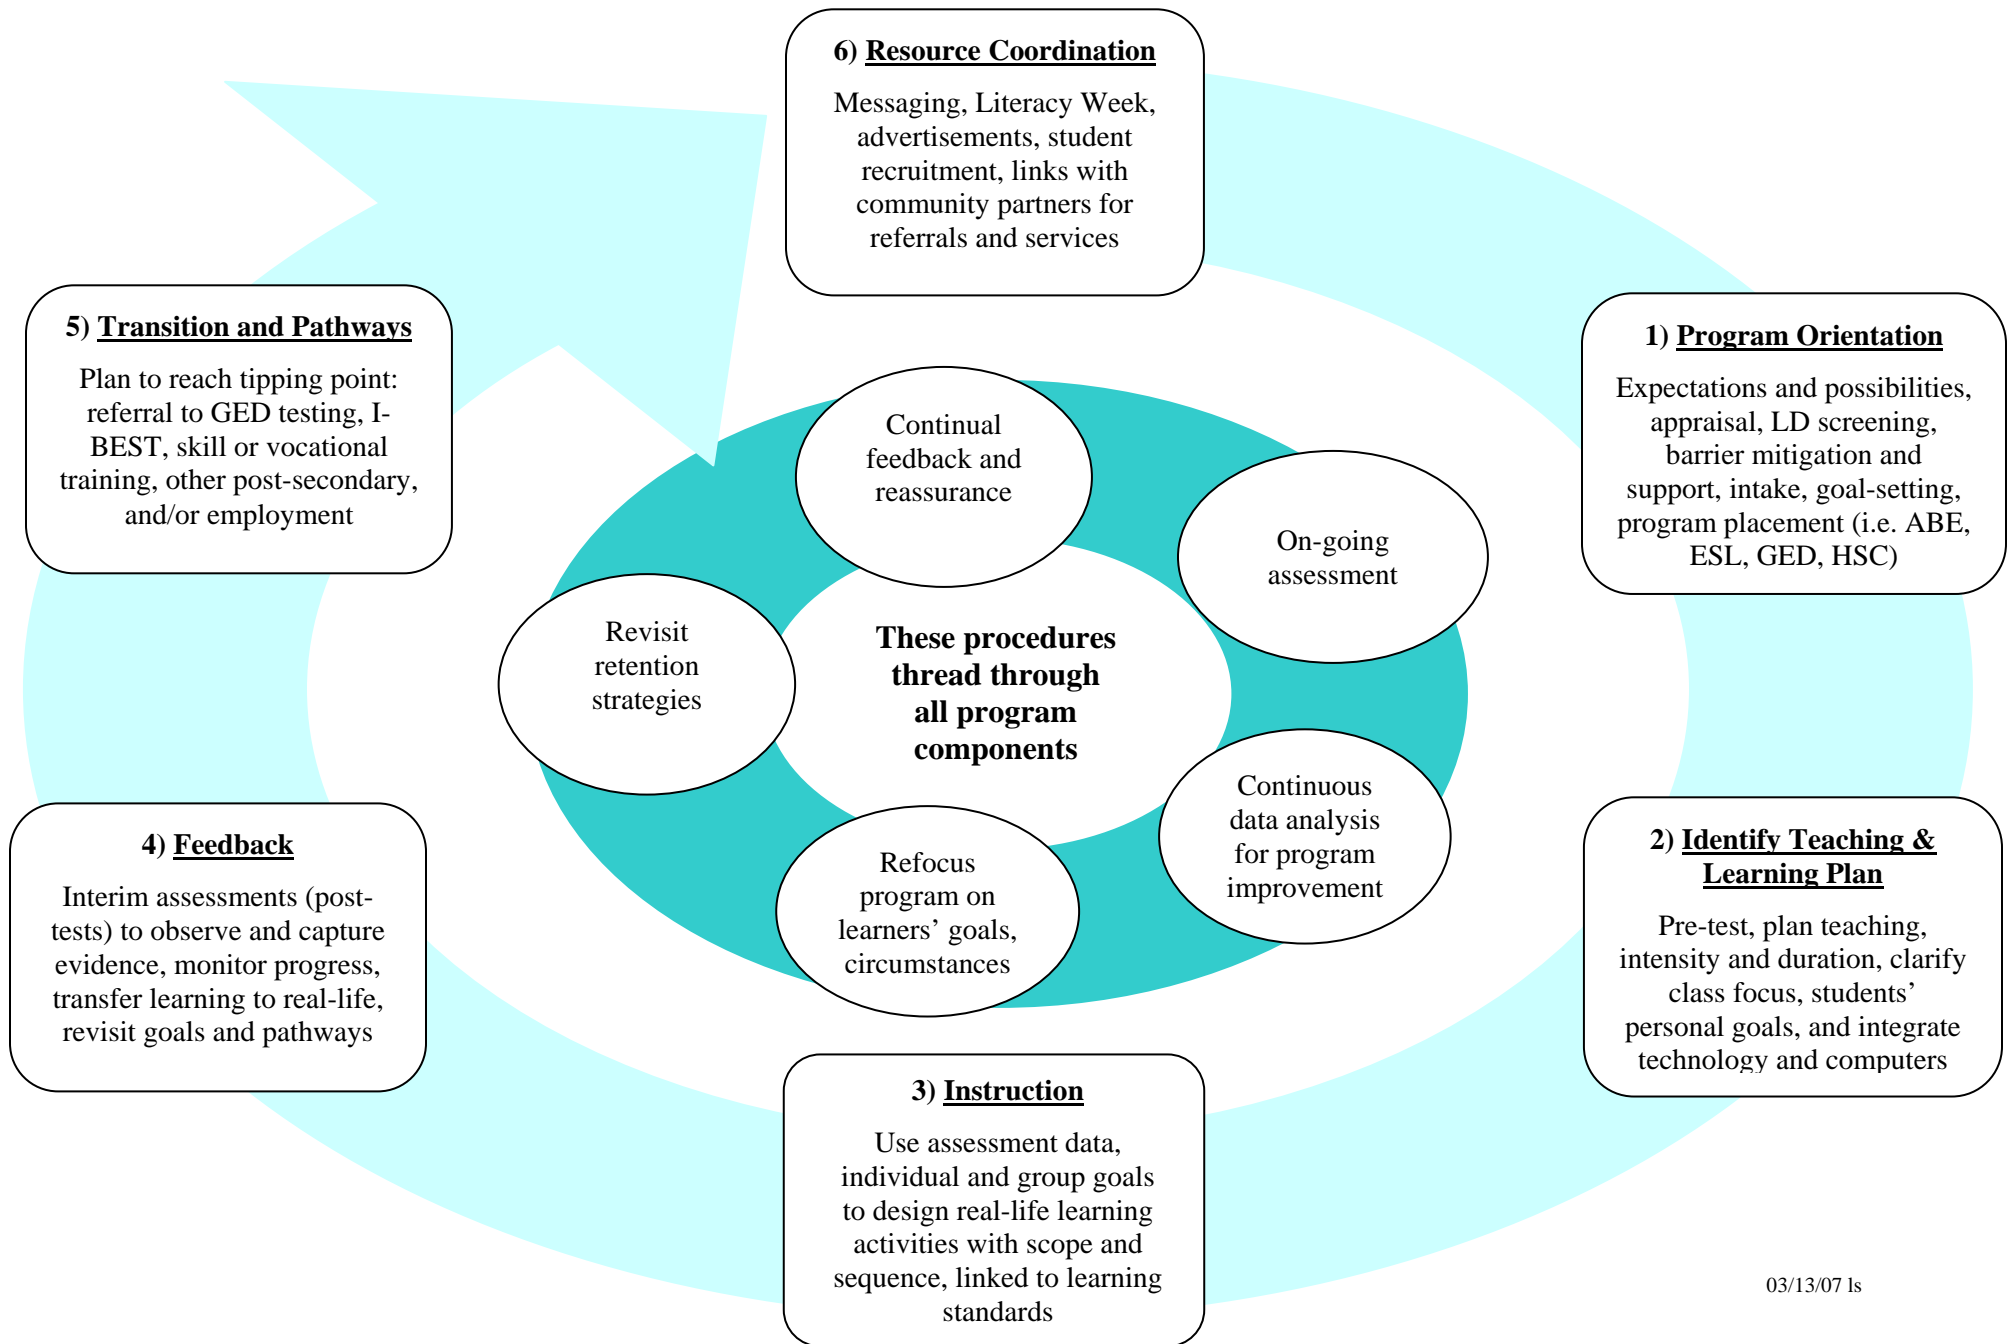 6) Resource Coordination
Messaging, Literacy Week,
advertisements, student
recruitment, links with
community partners for
referrals and services
1) Program Orientation
Expectations and possibilities,
appraisal, LD screening,
barrier mitigation and
support, intake, goal-setting,
program placement (i.e. ABE,
ESL, GED, HSC)
2) Identify Teaching &
Learning Plan
Pre-test, plan teaching,
intensity and duration, clarify
class focus, students’
personal goals, and integrate
technology and computers
3) Instruction
Use assessment data,
individual and group goals
to design real-life learning
activities with scope and
sequence, linked to learning
standards
4) Feedback
Interim assessments (post-
tests) to observe and capture
evidence, monitor progress,
transfer learning to real-life,
revisit goals and pathways
5) Transition and Pathways
Plan to reach tipping point:
referral to GED testing, I-
BEST, skill or vocational
training, other post-secondary,
and/or employment
Continual
feedback and
reassurance
On-going
assessment
Continuous
data analysis
for program
improvement
Refocus
program on
learners’ goals,
circumstances
Revisit
retention
strategies
These procedures
thread through
all program
components
03/13/07 ls